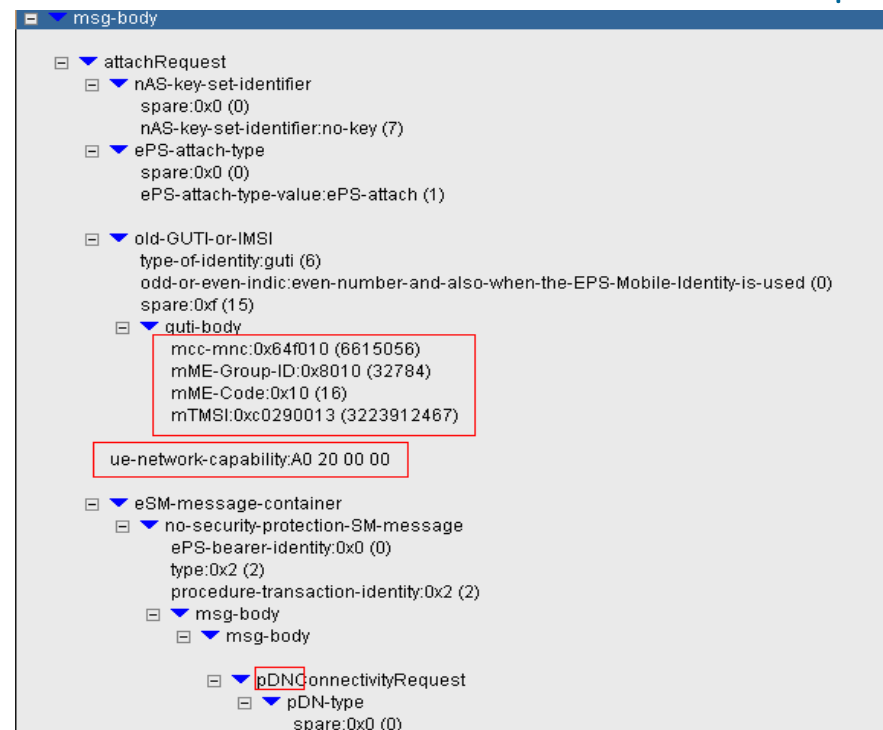 msg-body
attachRequest
nAS-key-set-identifier
spare:0x0 (0)
nAS-key-set-identifier:no-key (7)
ePS-attach-type
spare:0x0 (0)
ePS-attach-type-value:ePS-attach (1)
old-GUTI-or-IMSI
type-of-identity:guti (6)
odd-or-even-indic:even-number-and-also-when-the-EPS-Mobile-Identity-is-used (0)
spare:0xf (15)
guti-body
mcc-mnc:0x64f010 (6615056)
mME-Group-ID:0x8010 (32784)
mME-Code:0x10 (16)
mTMSI:0xc0290013 (3223912467)
ue-network-capability:A0 20 00 00
eSM-message-container
no-security-protection-SM-message
ePS-bearer-identity:0x0 (0)
type:0x2 (2)
procedure-transaction-identity:0x2 (2)
msg-body
msg-body
pDNConnectivityRequest
pDN-type
spare:0x0 (0)